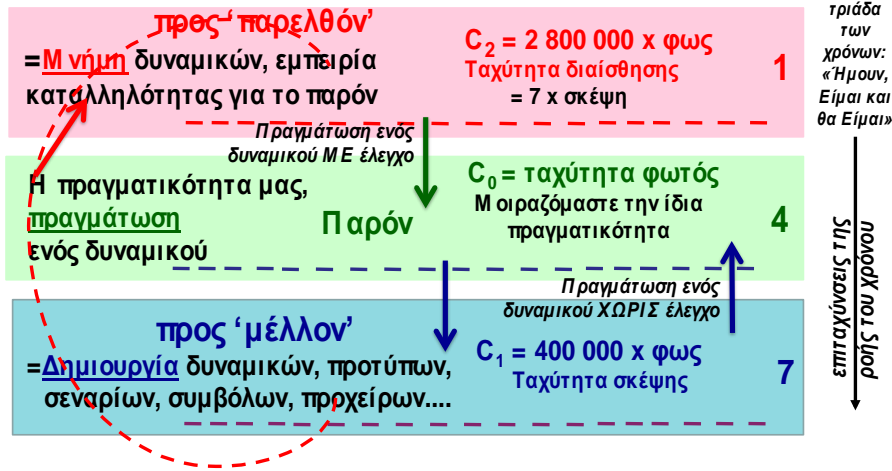 προς 'παρελθόν'
=Μνήμη δυναμικών, εμπειρία
καταλληλότητας για το παρόν
C2 = 2 800 000 x φως
Ταχύτητα διαίσθησης
= 7 x σκέψη
1
τριάδα
των
χρόνων:
«Ήμουν,
Είμαι και
θα Είμαι»
Πραγμάτωση ενός
δυναμικού ΜΕ έλεγχο
Η πραγματικότητα μας,
πραγμάτωση
ενός δυναμικού
Παρόν
C0 = ταχύτητα φωτός
Μοιραζόμαστε την ίδια
πραγματικότητα
4
Πραγμάτωση ενός
δυναμικού ΧΩΡΙΣ έλεγχο
προς 'μέλλον'
=Δημιουργία δυναμικών, προτύπων,
σεναρίων, συμβόλων, προχείρων....
C1 = 400 000 x φως
Ταχύτητα σκέψης
7
επιταχύνσεις της
ροής του χρόνου